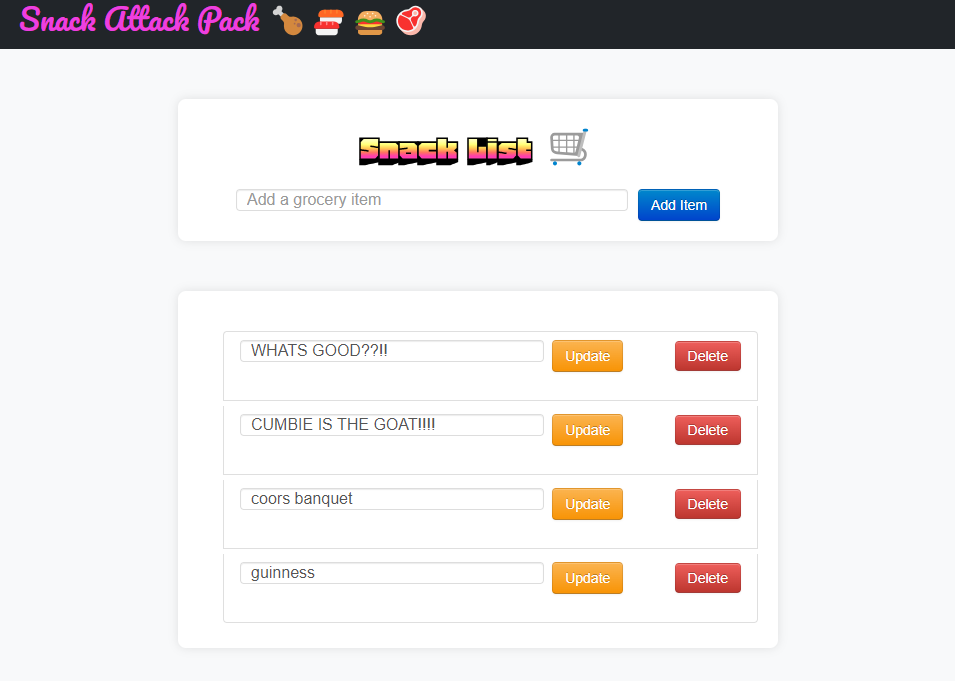 Snack Attack Pack
Snack List
Add a grocery item
Add Item
WHATS GOOD??!!
Update
Delete
CUMBIE IS THE GOAT!!!!
Update
Delete
coors banquet
Update
Delete
guinness
Update
Delete